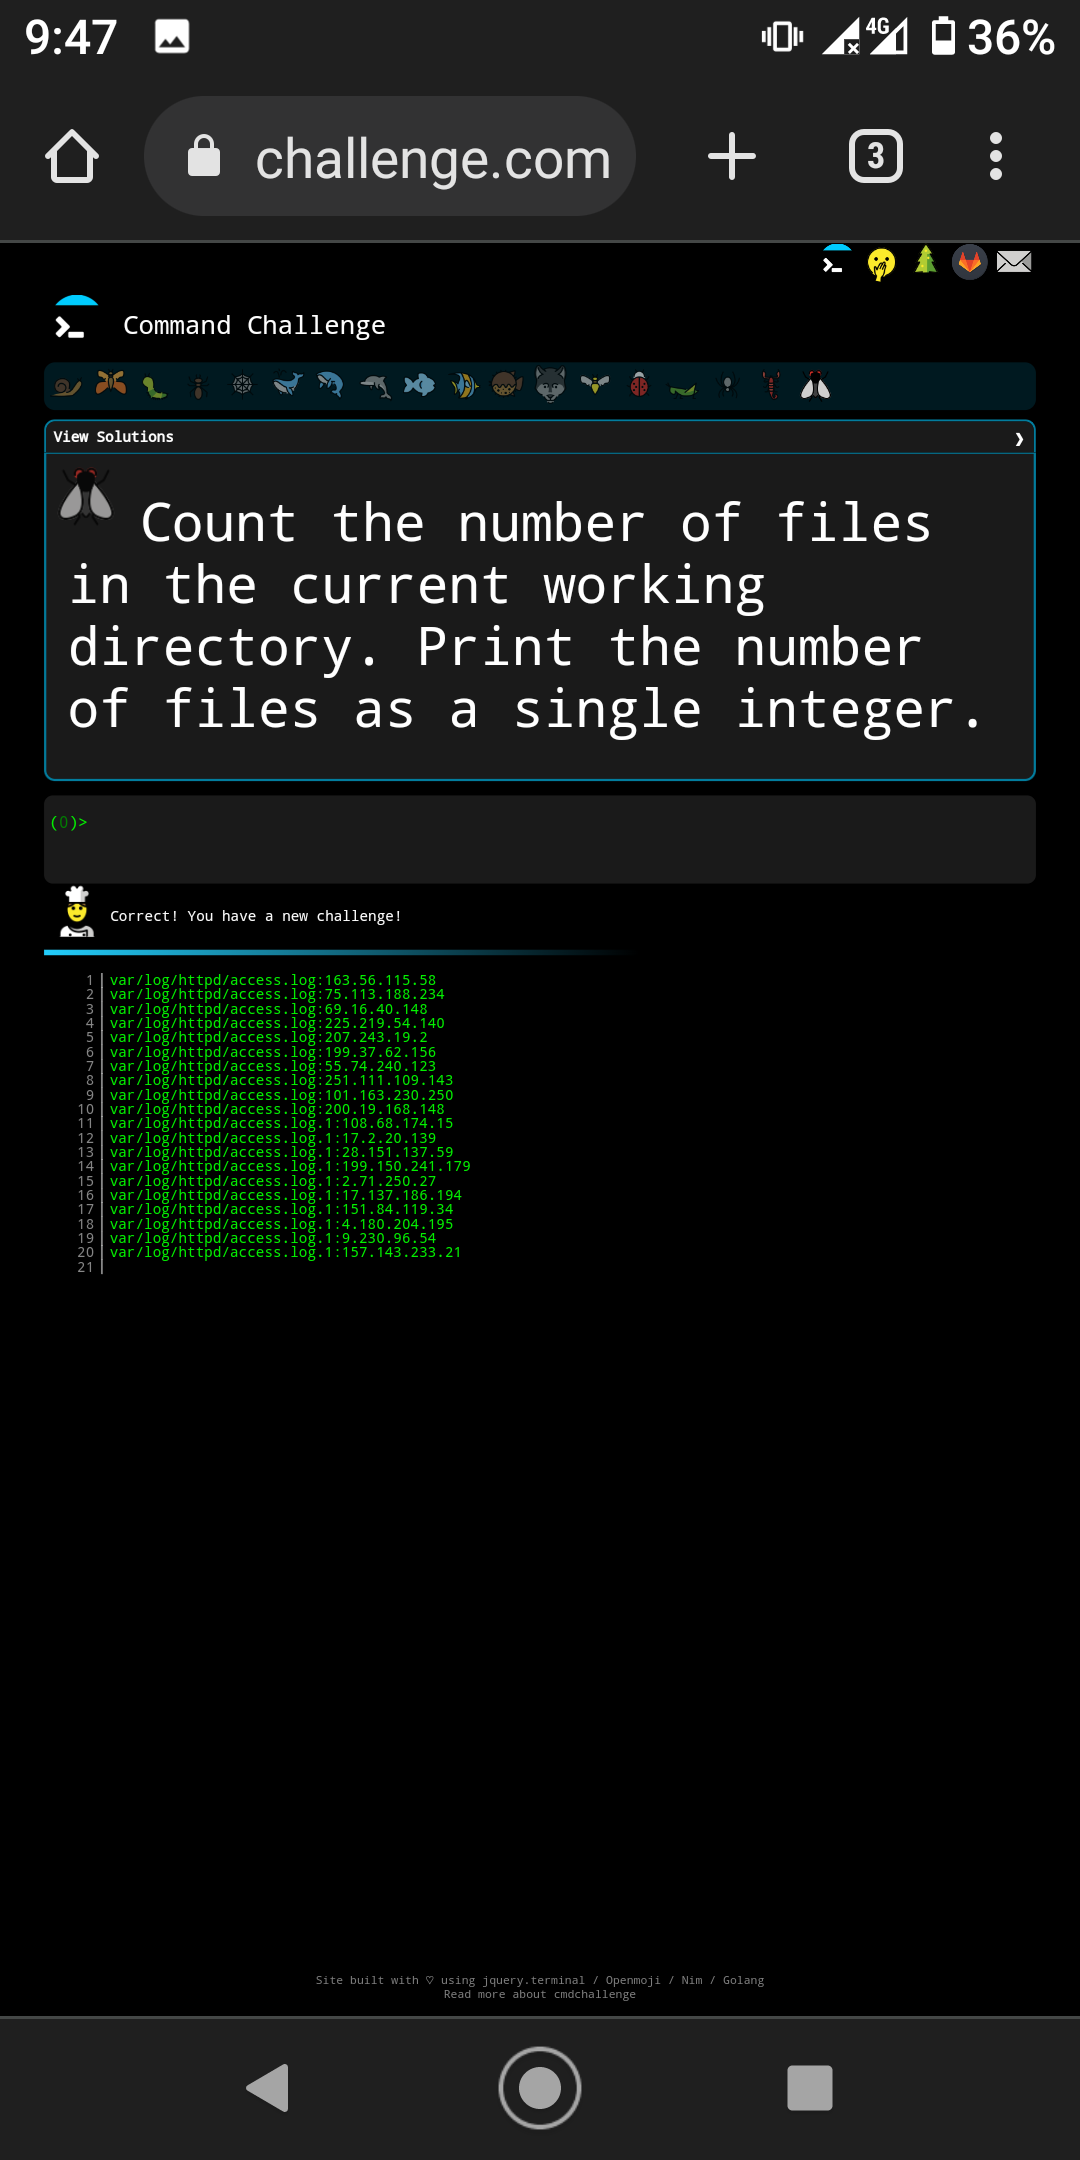 9:47
4G
36%
challenge.com
3
Command Challenge
View Solutions
Count the number of files
in the current working
directory. Print the number
of files as a single integer.
(0)>
Correct! You have a new challenge!
1 var/log/httpd/access.log:163.56.115.58
2 var/log/httpd/access.log:75.113.188.234
3 var/log/httpd/access.log:69.16.40.148
4 var/log/httpd/access.log:225.219.54.140
5 var/log/httpd/access.log:207.243.19.2
6 var/log/httpd/access.log:199.37.62.156
7 var/log/httpd/access.log:55.74.240.123
8 var/log/httpd/access.log:251.111.109.143
9 var/log/httpd/access.log:101.163.230.250
10 var/log/httpd/access.log:200.19.168.148
11 var/log/httpd/access.log.1:108.68.174.15
12 var/log/httpd/access.log.1:17.2.20.139
13 var/log/httpd/access.log.1:28.151.137.59
14 var/log/httpd/access.log.1:199.150.241.179
15 var/log/httpd/access.log.1:2.71.250.27
16 var/log/httpd/access.log.1:17.137.186.194
17 var/log/httpd/access.log.1:151.84.119.34
18 var/log/httpd/access.log.1:4.180.204.195
19 var/log/httpd/access.log.1:9.230.96.54
20 var/log/httpd/access.log.1:157.143.233.21
21
Site built with ♡ using jquery.terminal / Openmoji / Nim / Golang
Read more about cmdchallenge